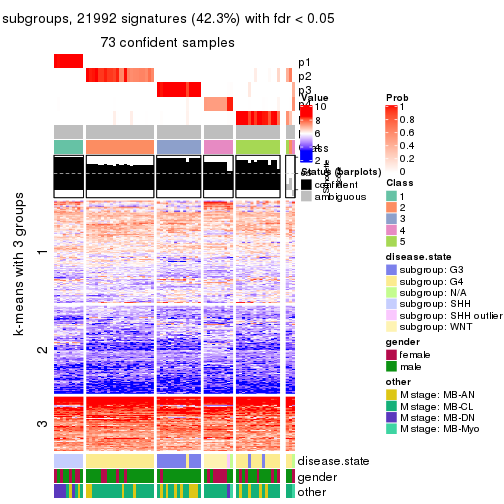 subgroups, 21992 signatures (42.3%) with fdr < 0.05
73 confident samples
p1
p2
p3
p4
Value
10
8
6
4
2
Prob
1
0.8
0.6
0.4
0.2
0
Class
Status (barplots)
confident
ambiguous
Class
1
2
3
4
5
disease.state
subgroup: G3
subgroup: G4
subgroup: N/A
subgroup: SHH
subgroup: SHH outlier
subgroup: WNT
gender
female
male
other
M stage: MB-AN
M stage: MB-CL
M stage: MB-DN
M stage: MB-Myo
k-means with 3 groups
1
2
3
disease.state
gender
other